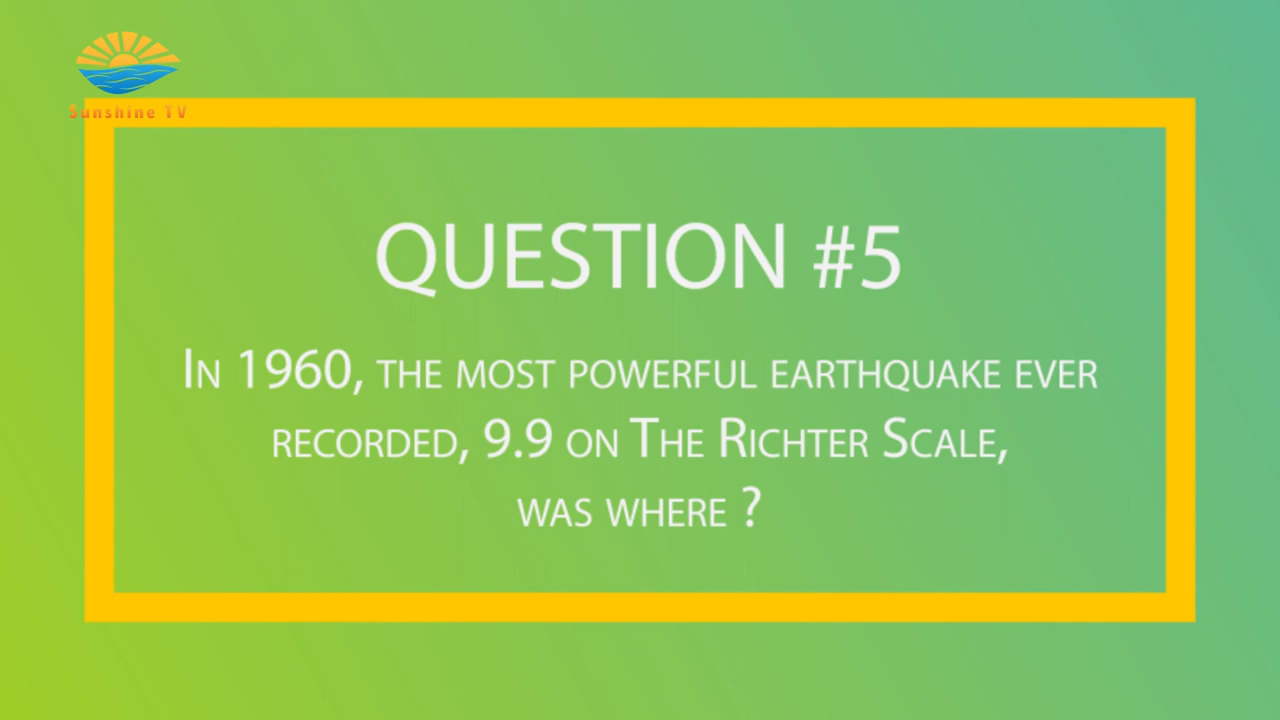 Sunshine TV
QUESTION #5
In 1960, the most powerful earthquake ever
recorded, 9.9 on The Richter Scale,
was where ?